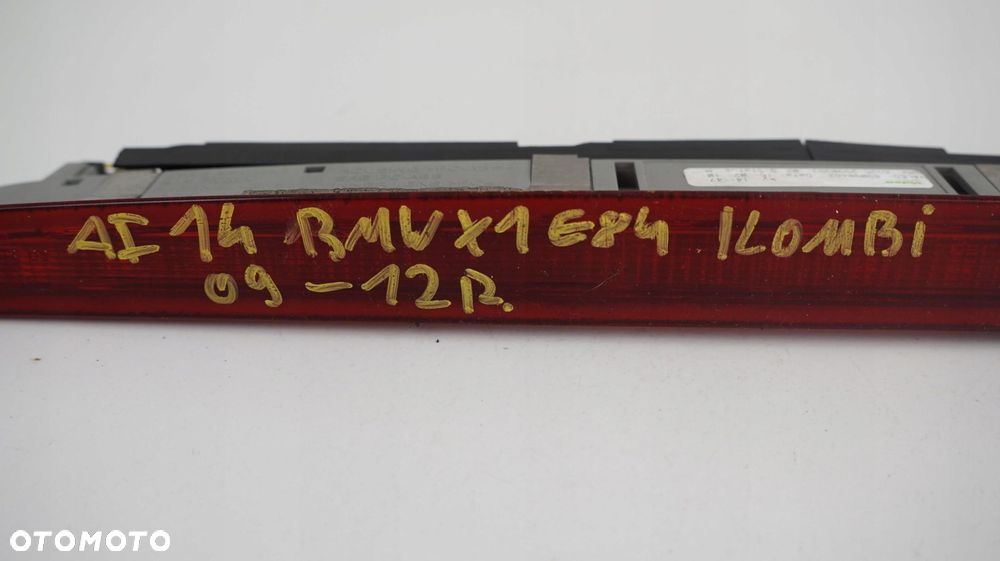 AI 14 BMW X1 E84 KOMBi
09 - 12R.
OTOMOTO